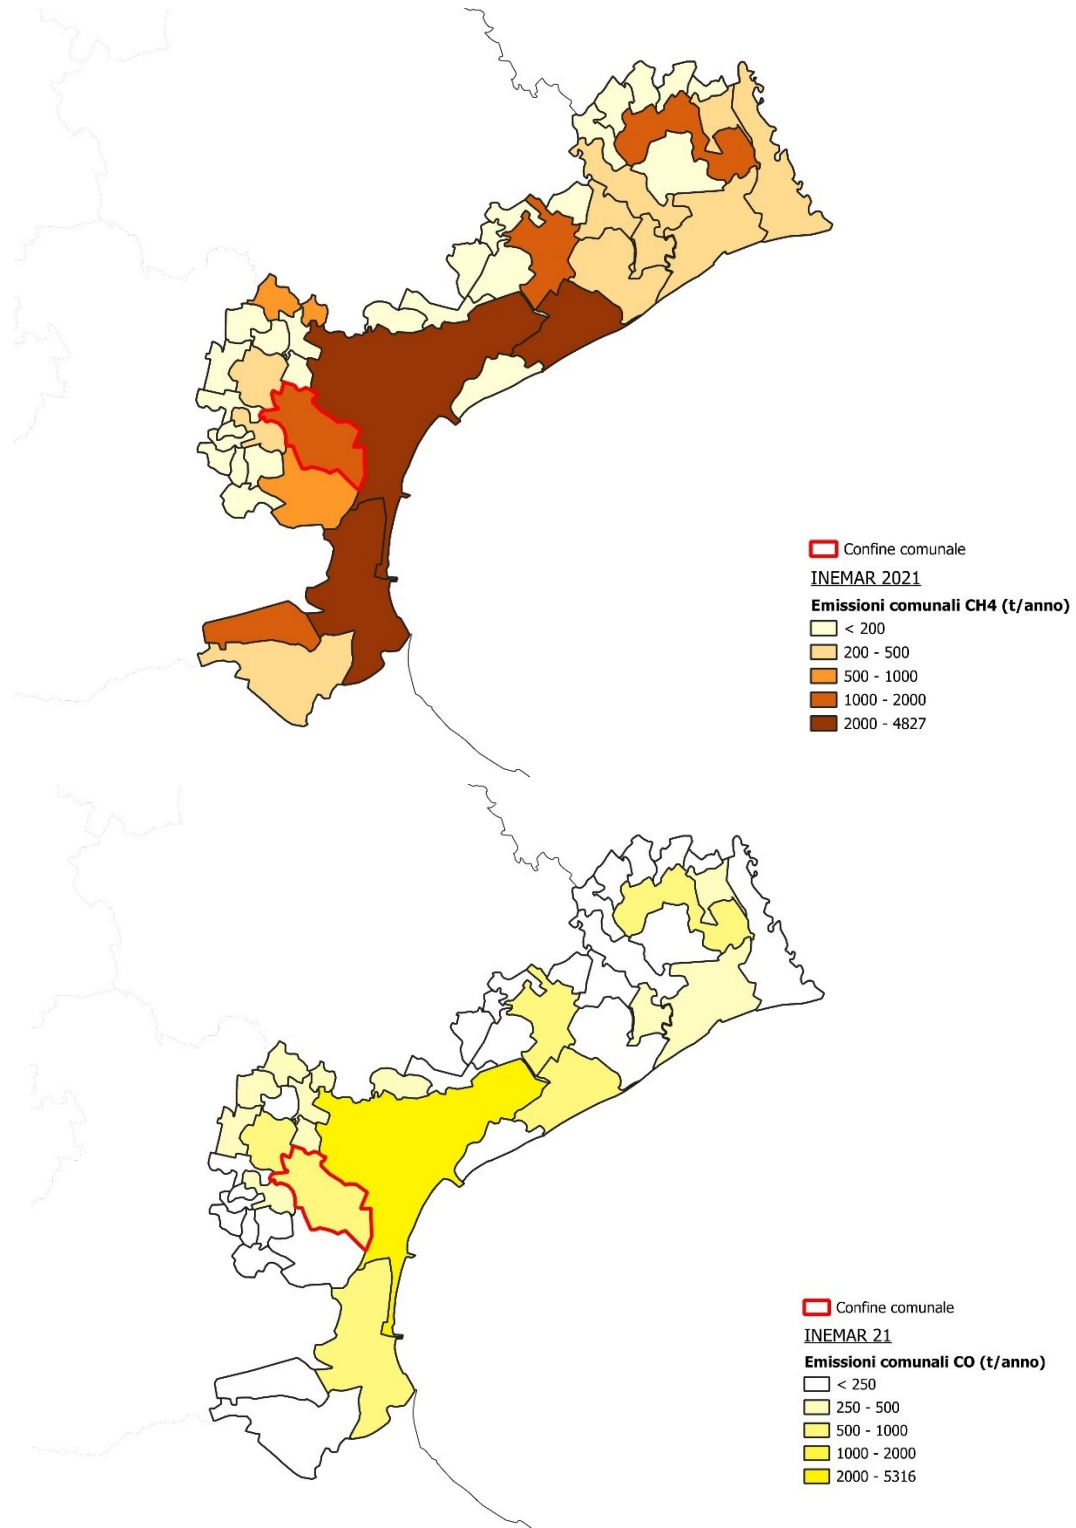 Confine comunale
INEMAR 2021
Emissioni comunali CH4 (t/anno)
< 200
200 - 500
500 - 1000
1000 - 2000
2000 - 4827
Confine comunale
INEMAR 21
Emissioni comunali CO (t/anno)
< 250
250 - 500
500 - 1000
1000 - 2000
2000 - 5316